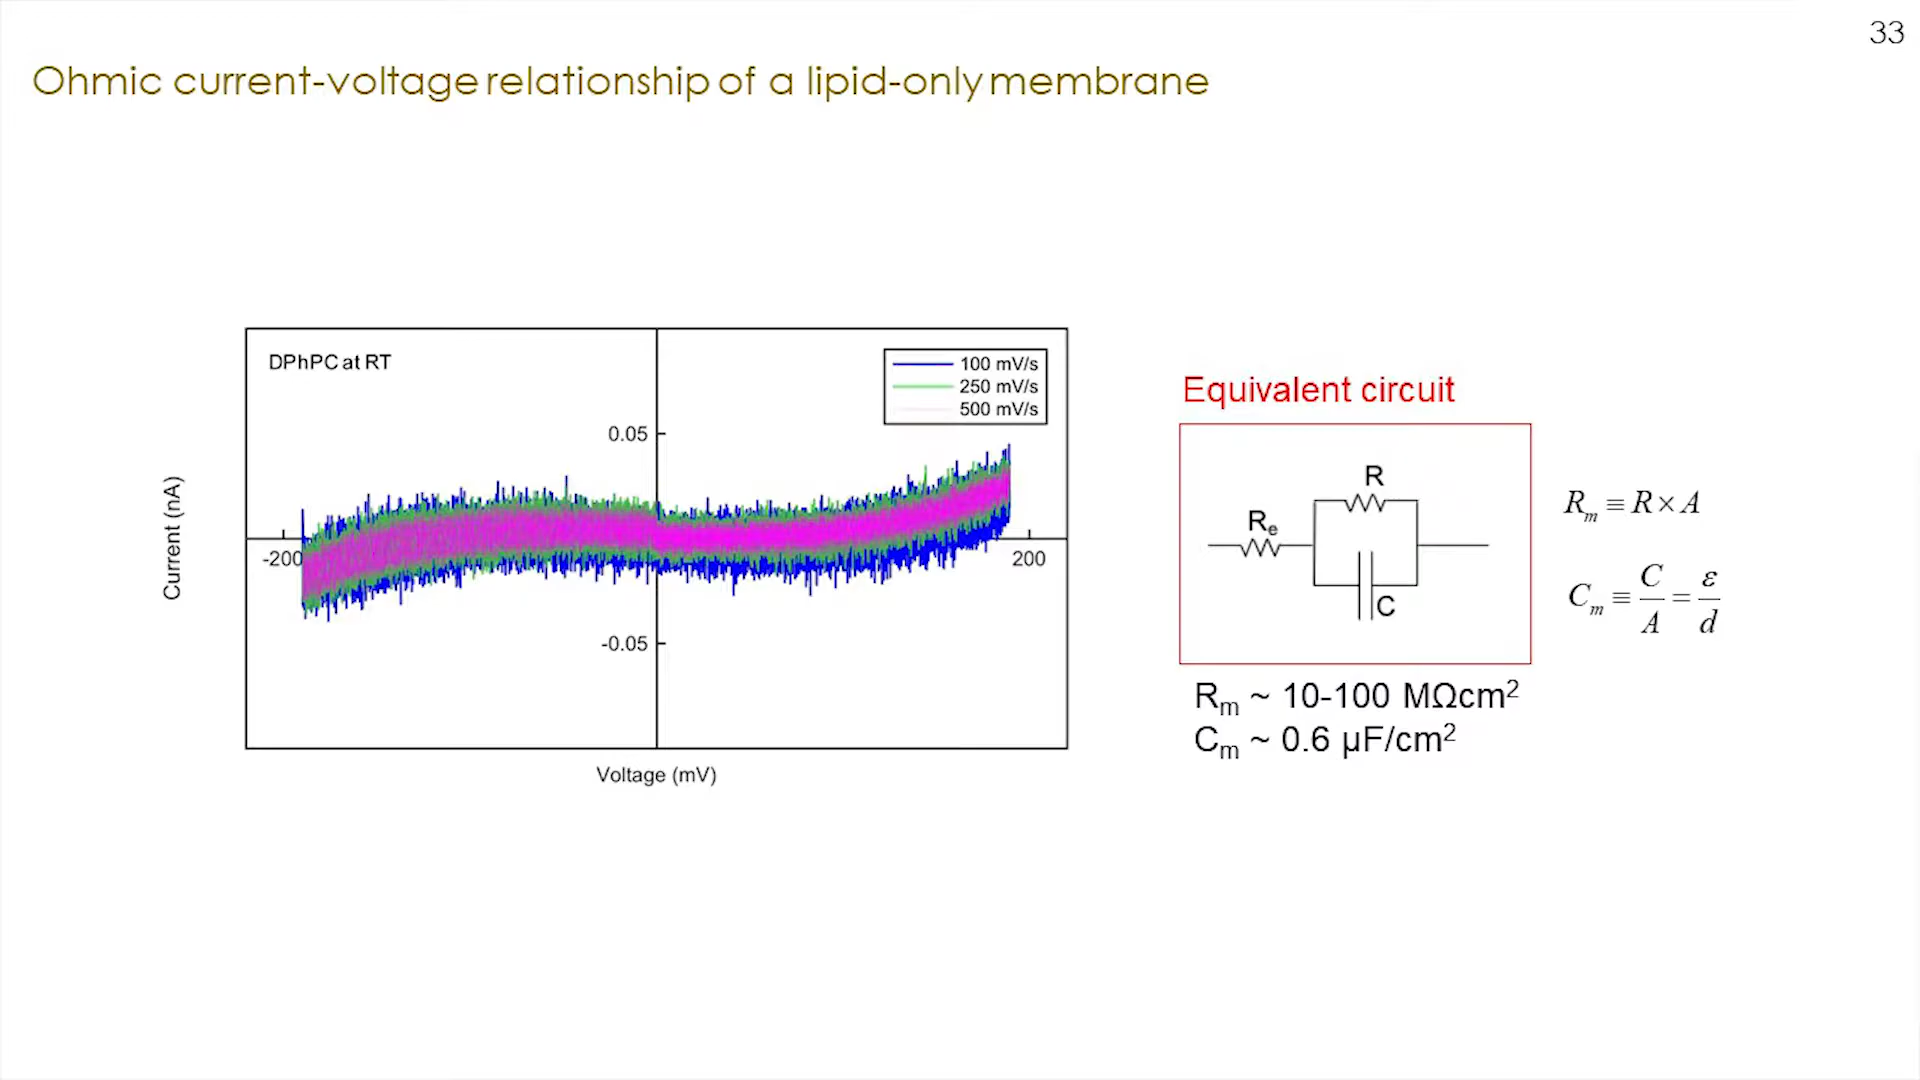 33
Ohmic current-voltage relationship of a lipid-only membrane
DPhPC at RT
100 mV/s
250 mV/s
500 mV/s
0.05
-200
200
-0.05
Current (nA)
Voltage (mV)
Equivalent circuit
R
Re
C
Rm ≡ R × A
Cm ≡ C/A = ε/d
Rm ~ 10-100 MΩcm²
Cm ~ 0.6 µF/cm²